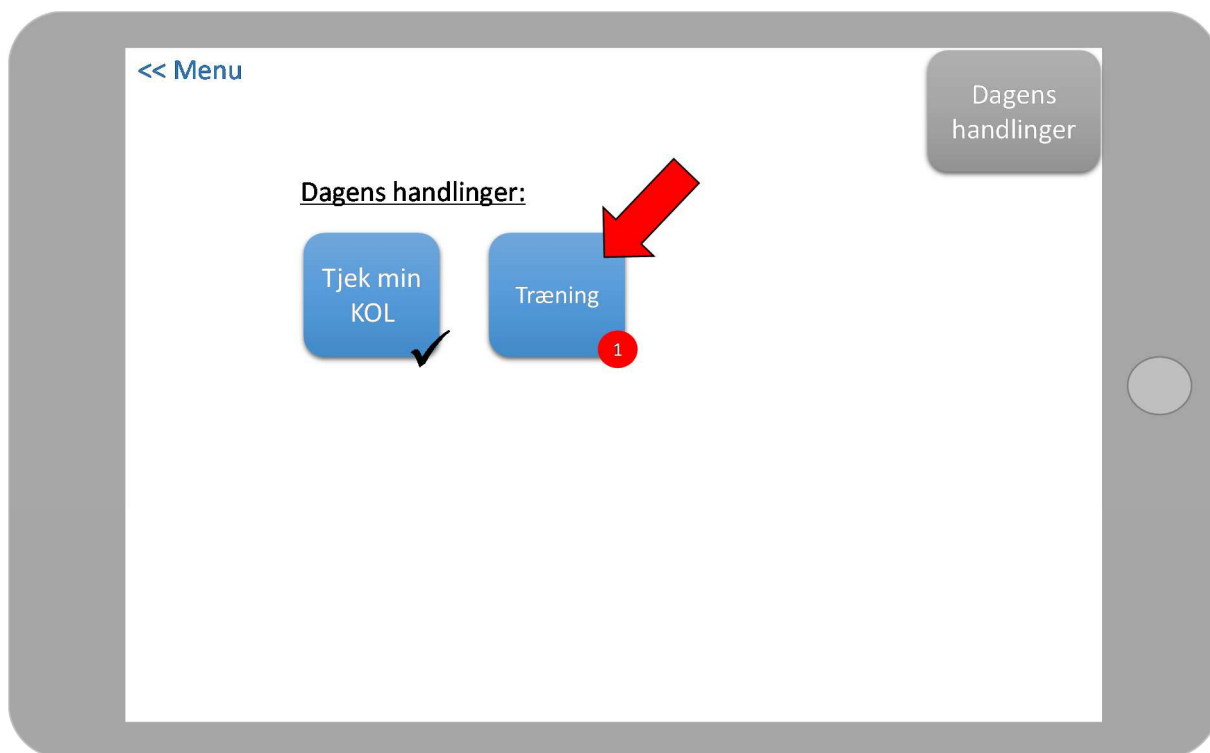 << Menu
Dagens
handlinger
Dagens handlinger:
Tjek min
KOL
Træning
1